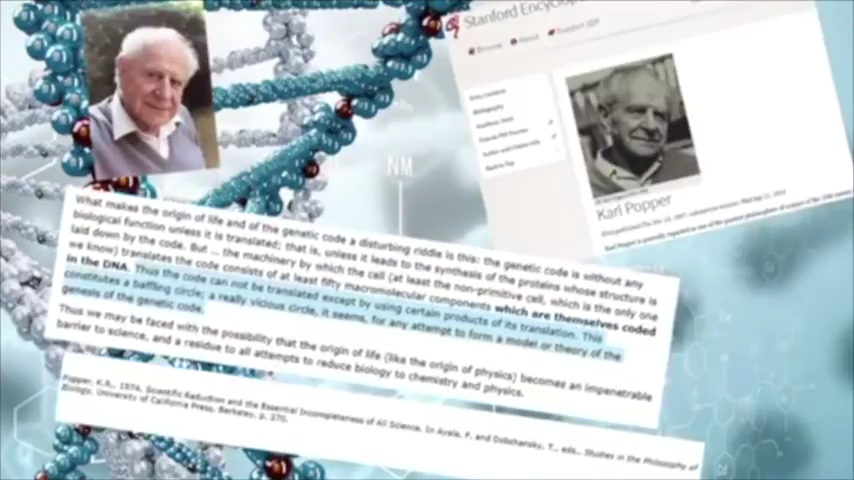 Stanford Encyclop
Browse About Support SEP
NM
Karl Popper
What makes the origin of life and of the genetic code a disturbing riddle is this: the genetic code is without any
biological function unless it is translated; that is, unless it leads to the synthesis of the proteins whose structure is
laid down by the code. But ... the machinery by which the cell (at least the non-primitive cell, which is the only one
we know) translates the code consists of at least fifty macromolecular components which are themselves coded
in the DNA. Thus the code can not be translated except by using certain products of its translation. This
constitutes a baffling circle; a really vicious circle, it seems, for any attempt to form a model or theory of the
genesis of the genetic code.
Thus we may be faced with the possibility that the origin of life (like the origin of physics) becomes an impenetrable
barrier to science, and a residue to all attempts to reduce biology to chemistry and physics.
Popper, K.R., 1974. Scientific Reduction and the Essential Incompleteness of All Science. In Ayala, F. and Dobzhansky, T., eds., Studies in the Philosophy of
Biology, University of California Press, Berkeley, p. 270.
Cd